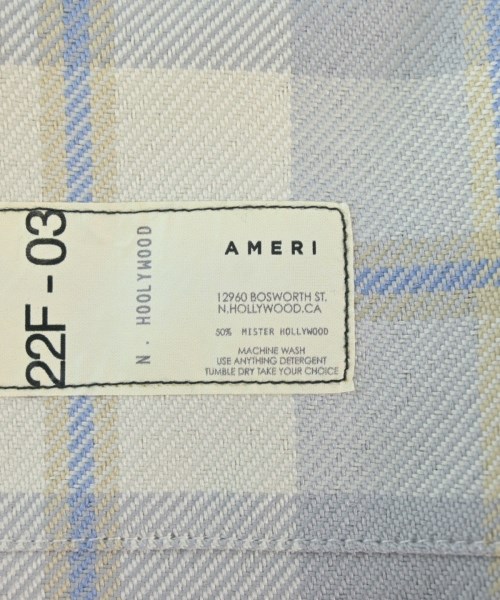 22F - 03
N. HOOLYWOOD
AMERI
12960 BOSWORTH ST.
N.HOLLYWOOD.CA
50% MISTER HOLLYWOOD
MACHINE WASH
USE ANYTHING DETERGENT
TUMBLE DRY TAKE YOUR CHOICE